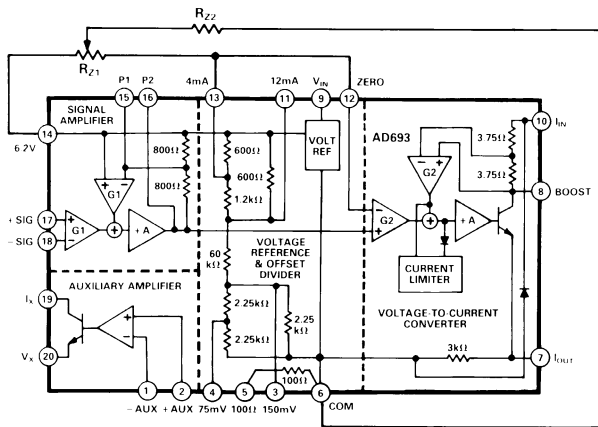 RZ2
RZ1
P1 P2 4mA 12mA VIN ZERO
15 16 13 11 9 12
SIGNAL AMPLIFIER
AD693
10 IIN
14
6.2V
800Ω
800Ω
600Ω
600Ω
1.2kΩ
VOLT REF
3.75Ω
3.75Ω
G1
G2
8 BOOST
+ SIG 17
− SIG 18
+ −
G1
+
+A
G2
+
+A
60 kΩ
VOLTAGE REFERENCE & OFFSET DIVIDER
CURRENT LIMITER
AUXILIARY AMPLIFIER
IX 19
2.25kΩ
2.25kΩ
2.25 kΩ
VOLTAGE-TO-CURRENT CONVERTER
VX 20
3kΩ
7 IOUT
100Ω
1 2 4 5 3 6
− AUX + AUX 75mV 100Ω 150mV COM